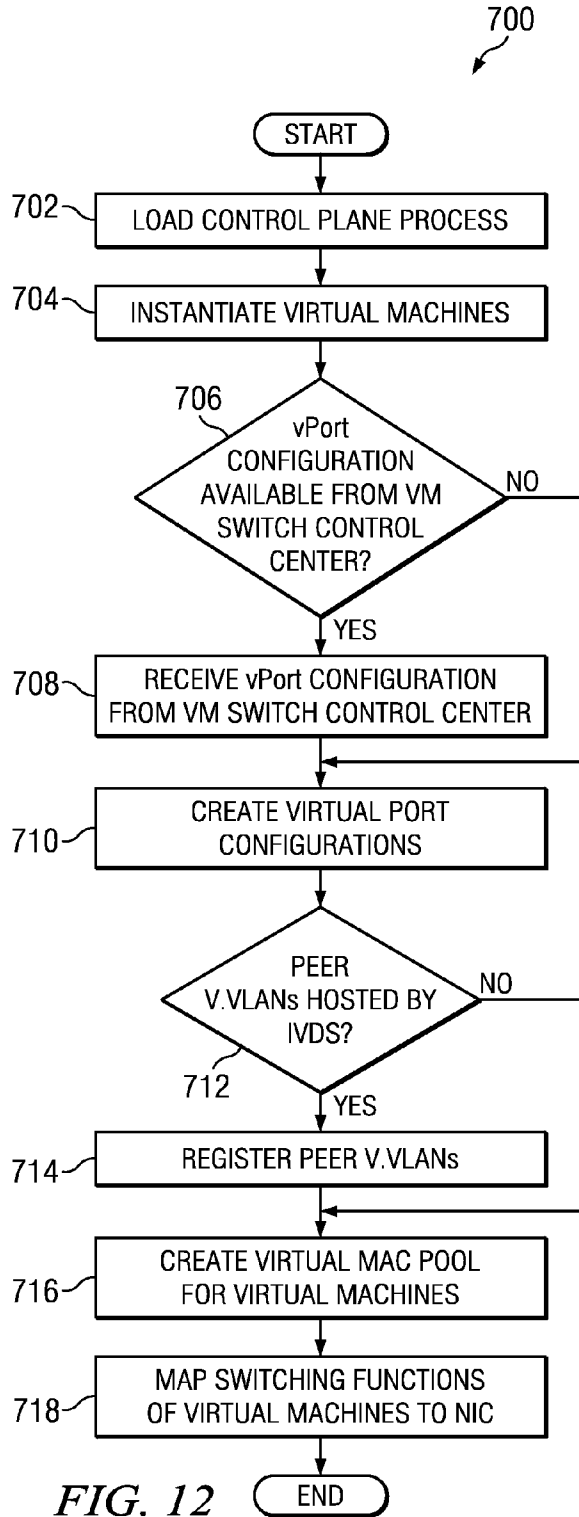 700
START
702
LOAD CONTROL PLANE PROCESS
704
INSTANTIATE VIRTUAL MACHINES
706
vPort
CONFIGURATION
AVAILABLE FROM VM
SWITCH CONTROL
CENTER?
NO
YES
708
RECEIVE vPort CONFIGURATION
FROM VM SWITCH CONTROL CENTER
710
CREATE VIRTUAL PORT
CONFIGURATIONS
PEER
V.VLANs HOSTED BY
IVDS?
NO
712
YES
714
REGISTER PEER V.VLANs
716
CREATE VIRTUAL MAC POOL
FOR VIRTUAL MACHINES
718
MAP SWITCHING FUNCTIONS
OF VIRTUAL MACHINES TO NIC
FIG. 12
END